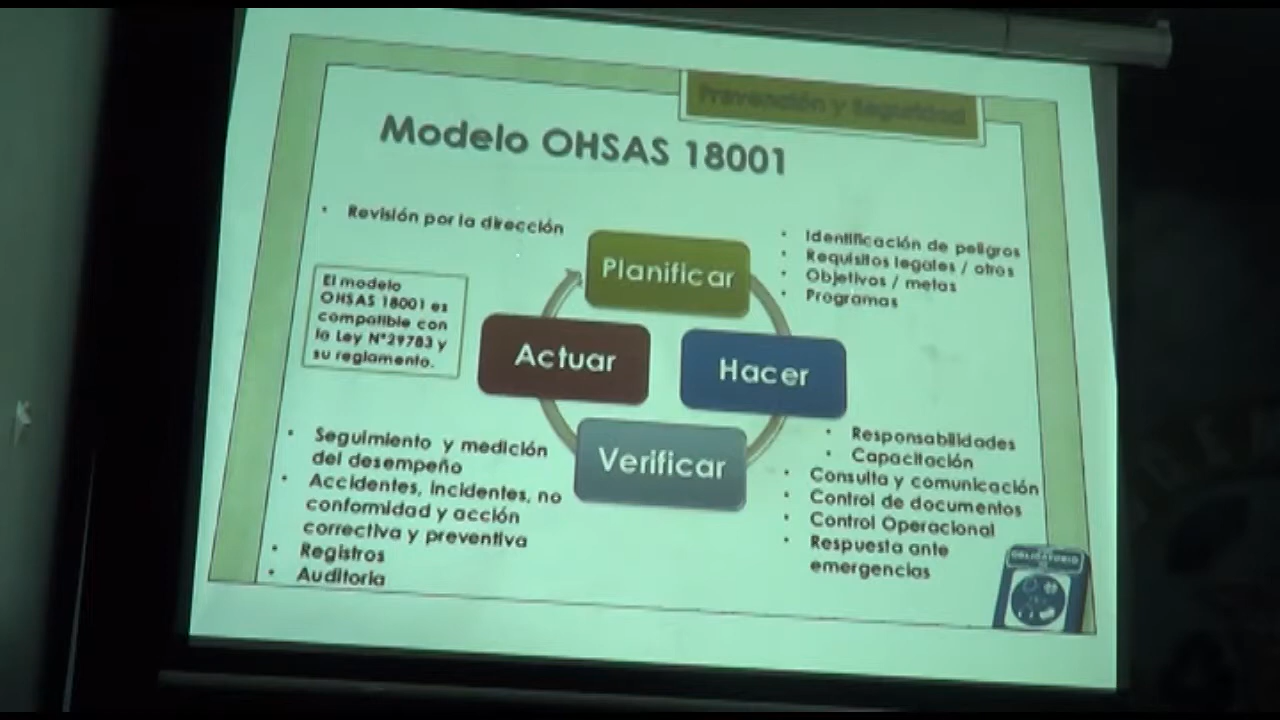 Prevención y Seguridad
Modelo OHSAS 18001
• Revisión por la dirección
El modelo
OHSAS 18001 es
compatible con
la Ley N°29783 y
su reglamento.
Planificar
Actuar
Hacer
Verificar
• Identificación de peligros
• Requisitos legales / otros
• Objetivos / metas
• Programas
• Seguimiento y medición
del desempeño
• Accidentes, incidentes, no
conformidad y acción
correctiva y preventiva
• Registros
• Auditoria
• Responsabilidades
• Capacitación
• Consulta y comunicación
• Control de documentos
• Control Operacional
• Respuesta ante
emergencias
OBLIGATORIO